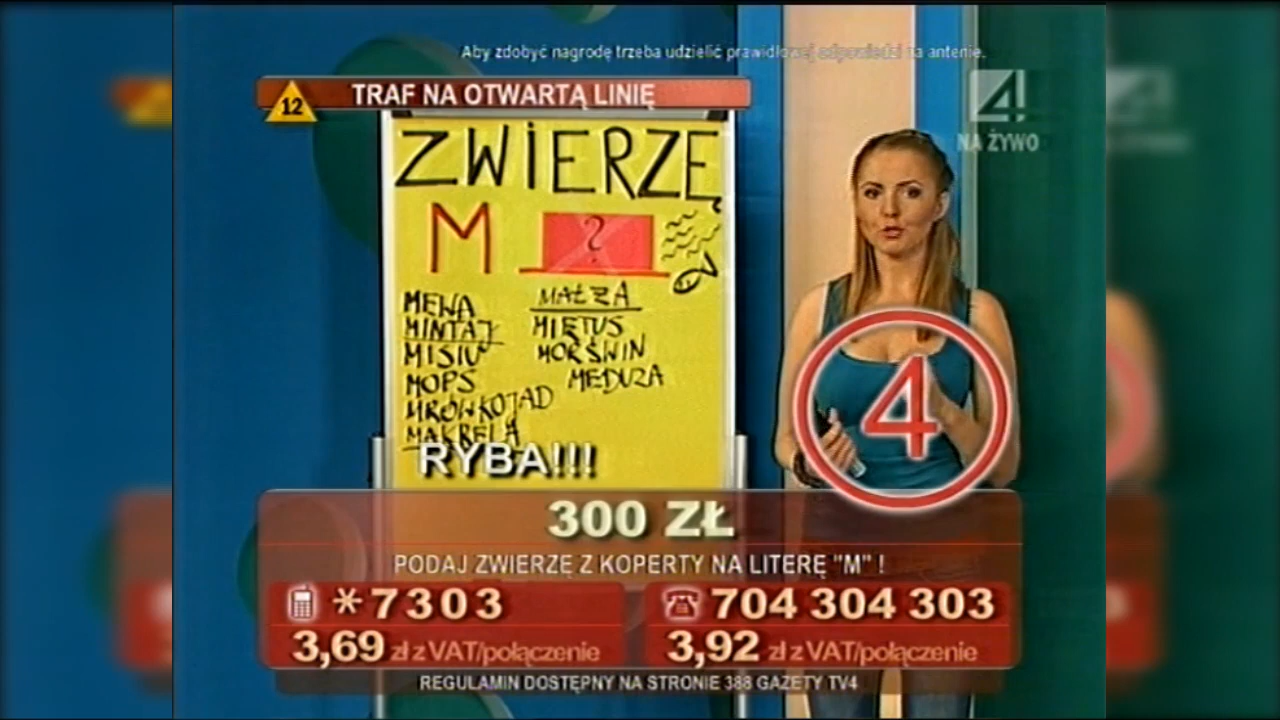 Aby zdobyć nagrodę trzeba udzielić prawidłowej odpowiedzi na antenie.
12
TRAF NA OTWARTĄ LINIĘ
4!
NA ŻYWO
ZWIERZĘ
M ?
MEWA
MINTAJ
MISIU
MOPS
MRÓWKOJAD
MAKRELA
MAŁŻA
MIĘTUS
MORŚWIN
MEDUZA
RYBA!!!
4
300 ZŁ
PODAJ ZWIERZĘ Z KOPERTY NA LITERĘ "M" !
*7303
3,69 zł z VAT/połączenie
704 304 303
3,92 zł z VAT/połączenie
REGULAMIN DOSTĘPNY NA STRONIE 388 GAZETY TV4